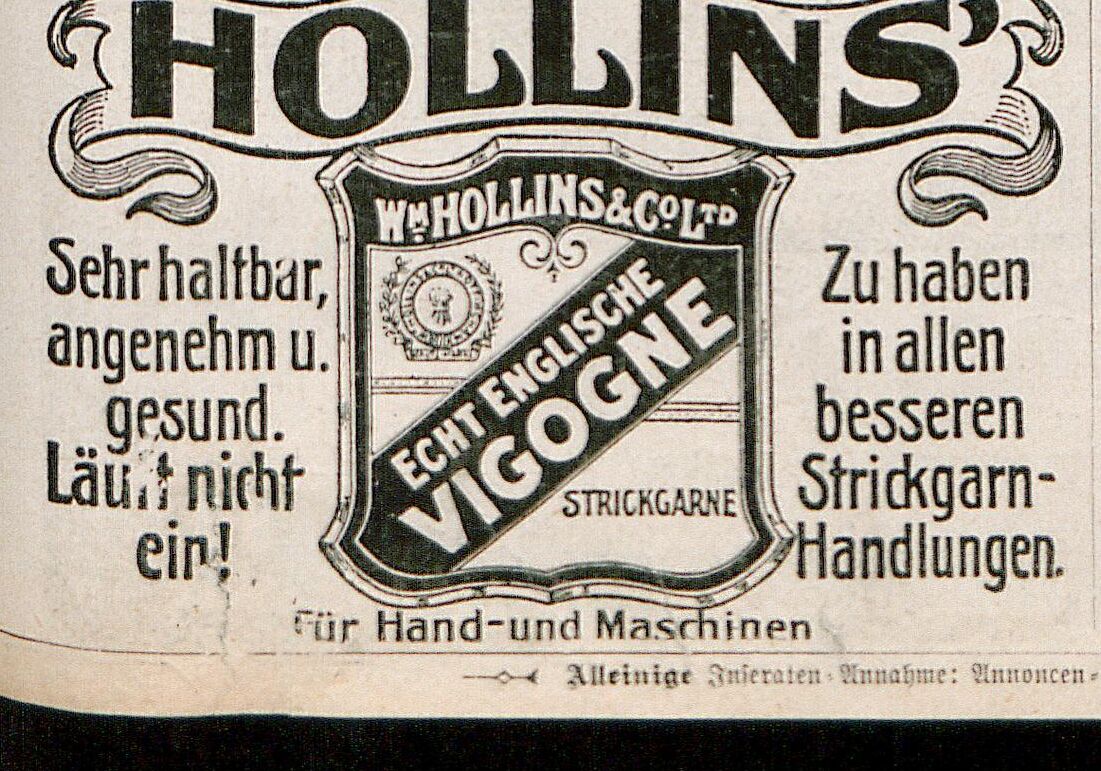 HOLLINS'
WM. HOLLINS & CO. LTD
Sehr haltbar,
angenehm u.
gesund.
Läuft nicht
ein!
ECHT ENGLISCHE
VIGOGNE
STRICKGARNE
Zu haben
in allen
besseren
Strickgarn-
Handlungen.
Für Hand- und Maschinen
Alleinige Inseraten-Annahme: Annoncen-